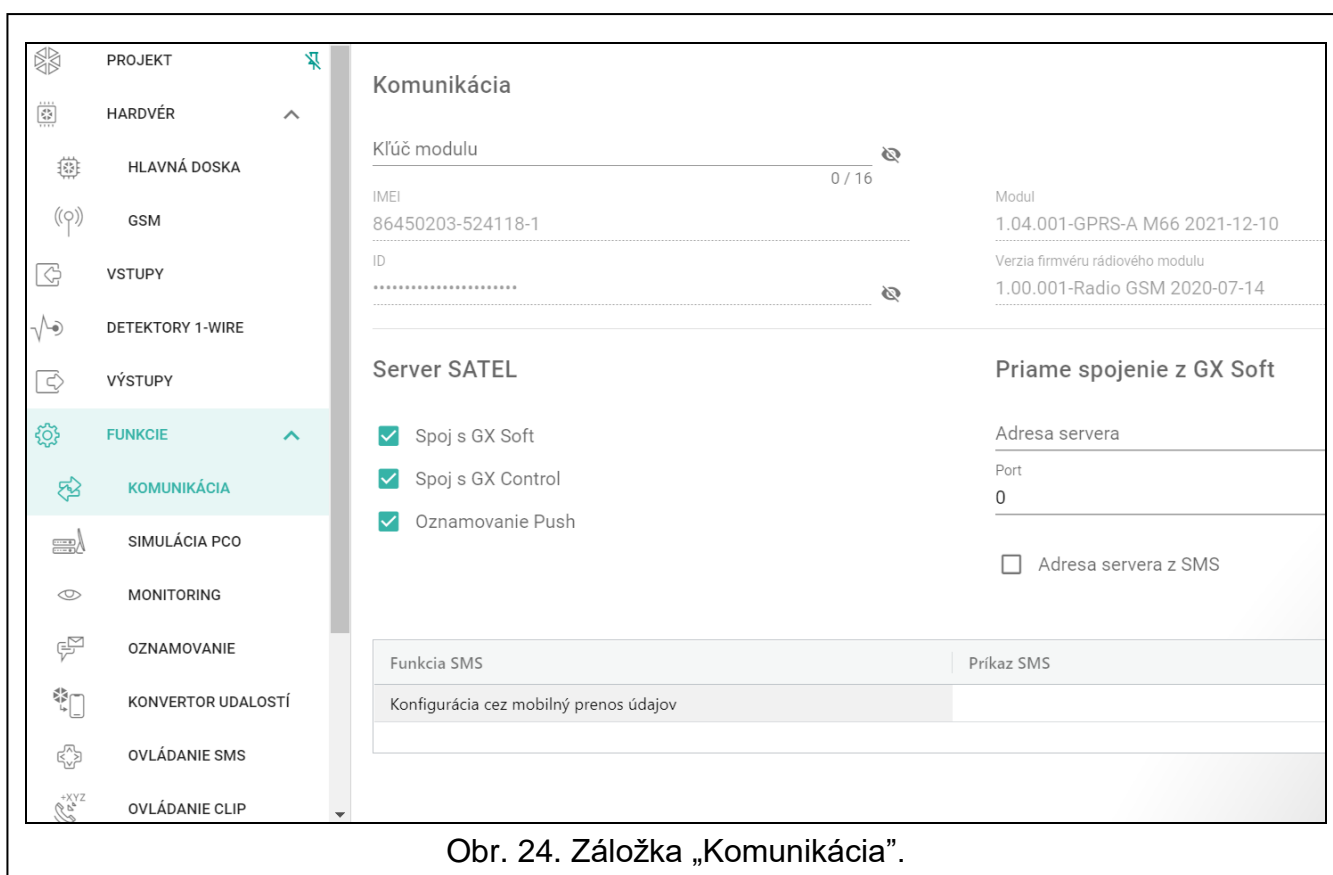 PROJEKT
HARDVÉR
HLAVNÁ DOSKA
GSM
VSTUPY
DETEKTORY 1-WIRE
VÝSTUPY
FUNKCIE
KOMUNIKÁCIA
SIMULÁCIA PCO
MONITORING
OZNAMOVANIE
KONVERTOR UDALOSTÍ
OVLÁDANIE SMS
+XYZ
OVLÁDANIE CLIP
Komunikácia
Kľúč modulu
0 / 16
IMEI
86450203-524118-1
Modul
1.04.001-GPRS-A M66 2021-12-10
ID
••••••••••••••••••••••
Verzia firmvéru rádiového modulu
1.00.001-Radio GSM 2020-07-14
Server SATEL
Spoj s GX Soft
Spoj s GX Control
Oznamovanie Push
Priame spojenie z GX Soft
Adresa servera
Port
0
Adresa servera z SMS
Funkcia SMS
Príkaz SMS
Konfigurácia cez mobilný prenos údajov
Obr. 24. Záložka „Komunikácia”.